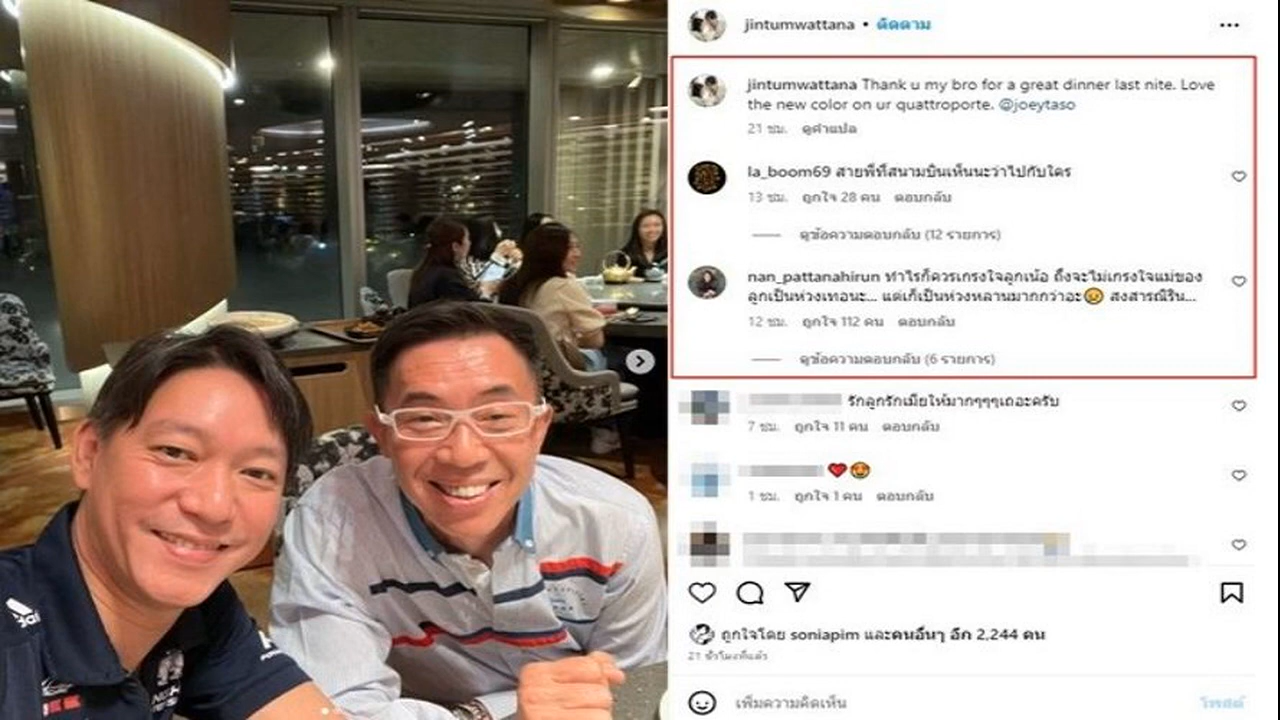 jintumwattana • ติดตาม
jintumwattana Thank u my bro for a great dinner last nite. Love
the new color on ur quattroporte. @joeytaso
21 ชม. ดูคำแปล
la_boom69 สายพี่ที่สนามบินเห็นนะว่าไปกับใคร
13 ชม. ถูกใจ 28 คน ตอบกลับ
ดูข้อความตอบกลับ (12 รายการ)
nan_pattanahirun ทำไรก็ควรเกรงใจลูกเน้อ ถึงจะไม่เกรงใจแม่ของ
ลูกเป็นห่วงเทอนะ... แต่เก็เป็นห่วงหลานมากกว่าอะ😔 สงสารณิริน...
12 ชม. ถูกใจ 112 คน ตอบกลับ
ดูข้อความตอบกลับ (6 รายการ)
รักลูกรักเมียให้มากๆๆๆเถอะครับ
7 ชม. ถูกใจ 11 คน ตอบกลับ
❤️😍
1 ชม. ถูกใจ 1 คน ตอบกลับ
ถูกใจโดย soniapim และคนอื่นๆ อีก 2,244 คน
21 ชั่วโมงที่แล้ว
เพิ่มความคิดเห็น
โพสต์